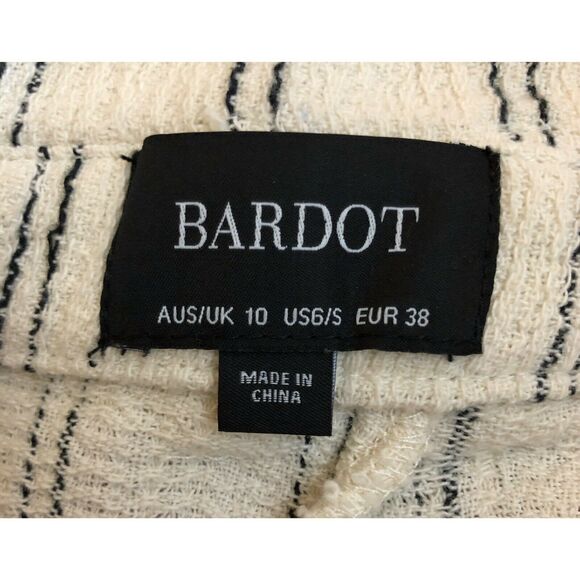 BARDOT
AUS/UK 10 US6/S EUR 38
MADE IN
CHINA